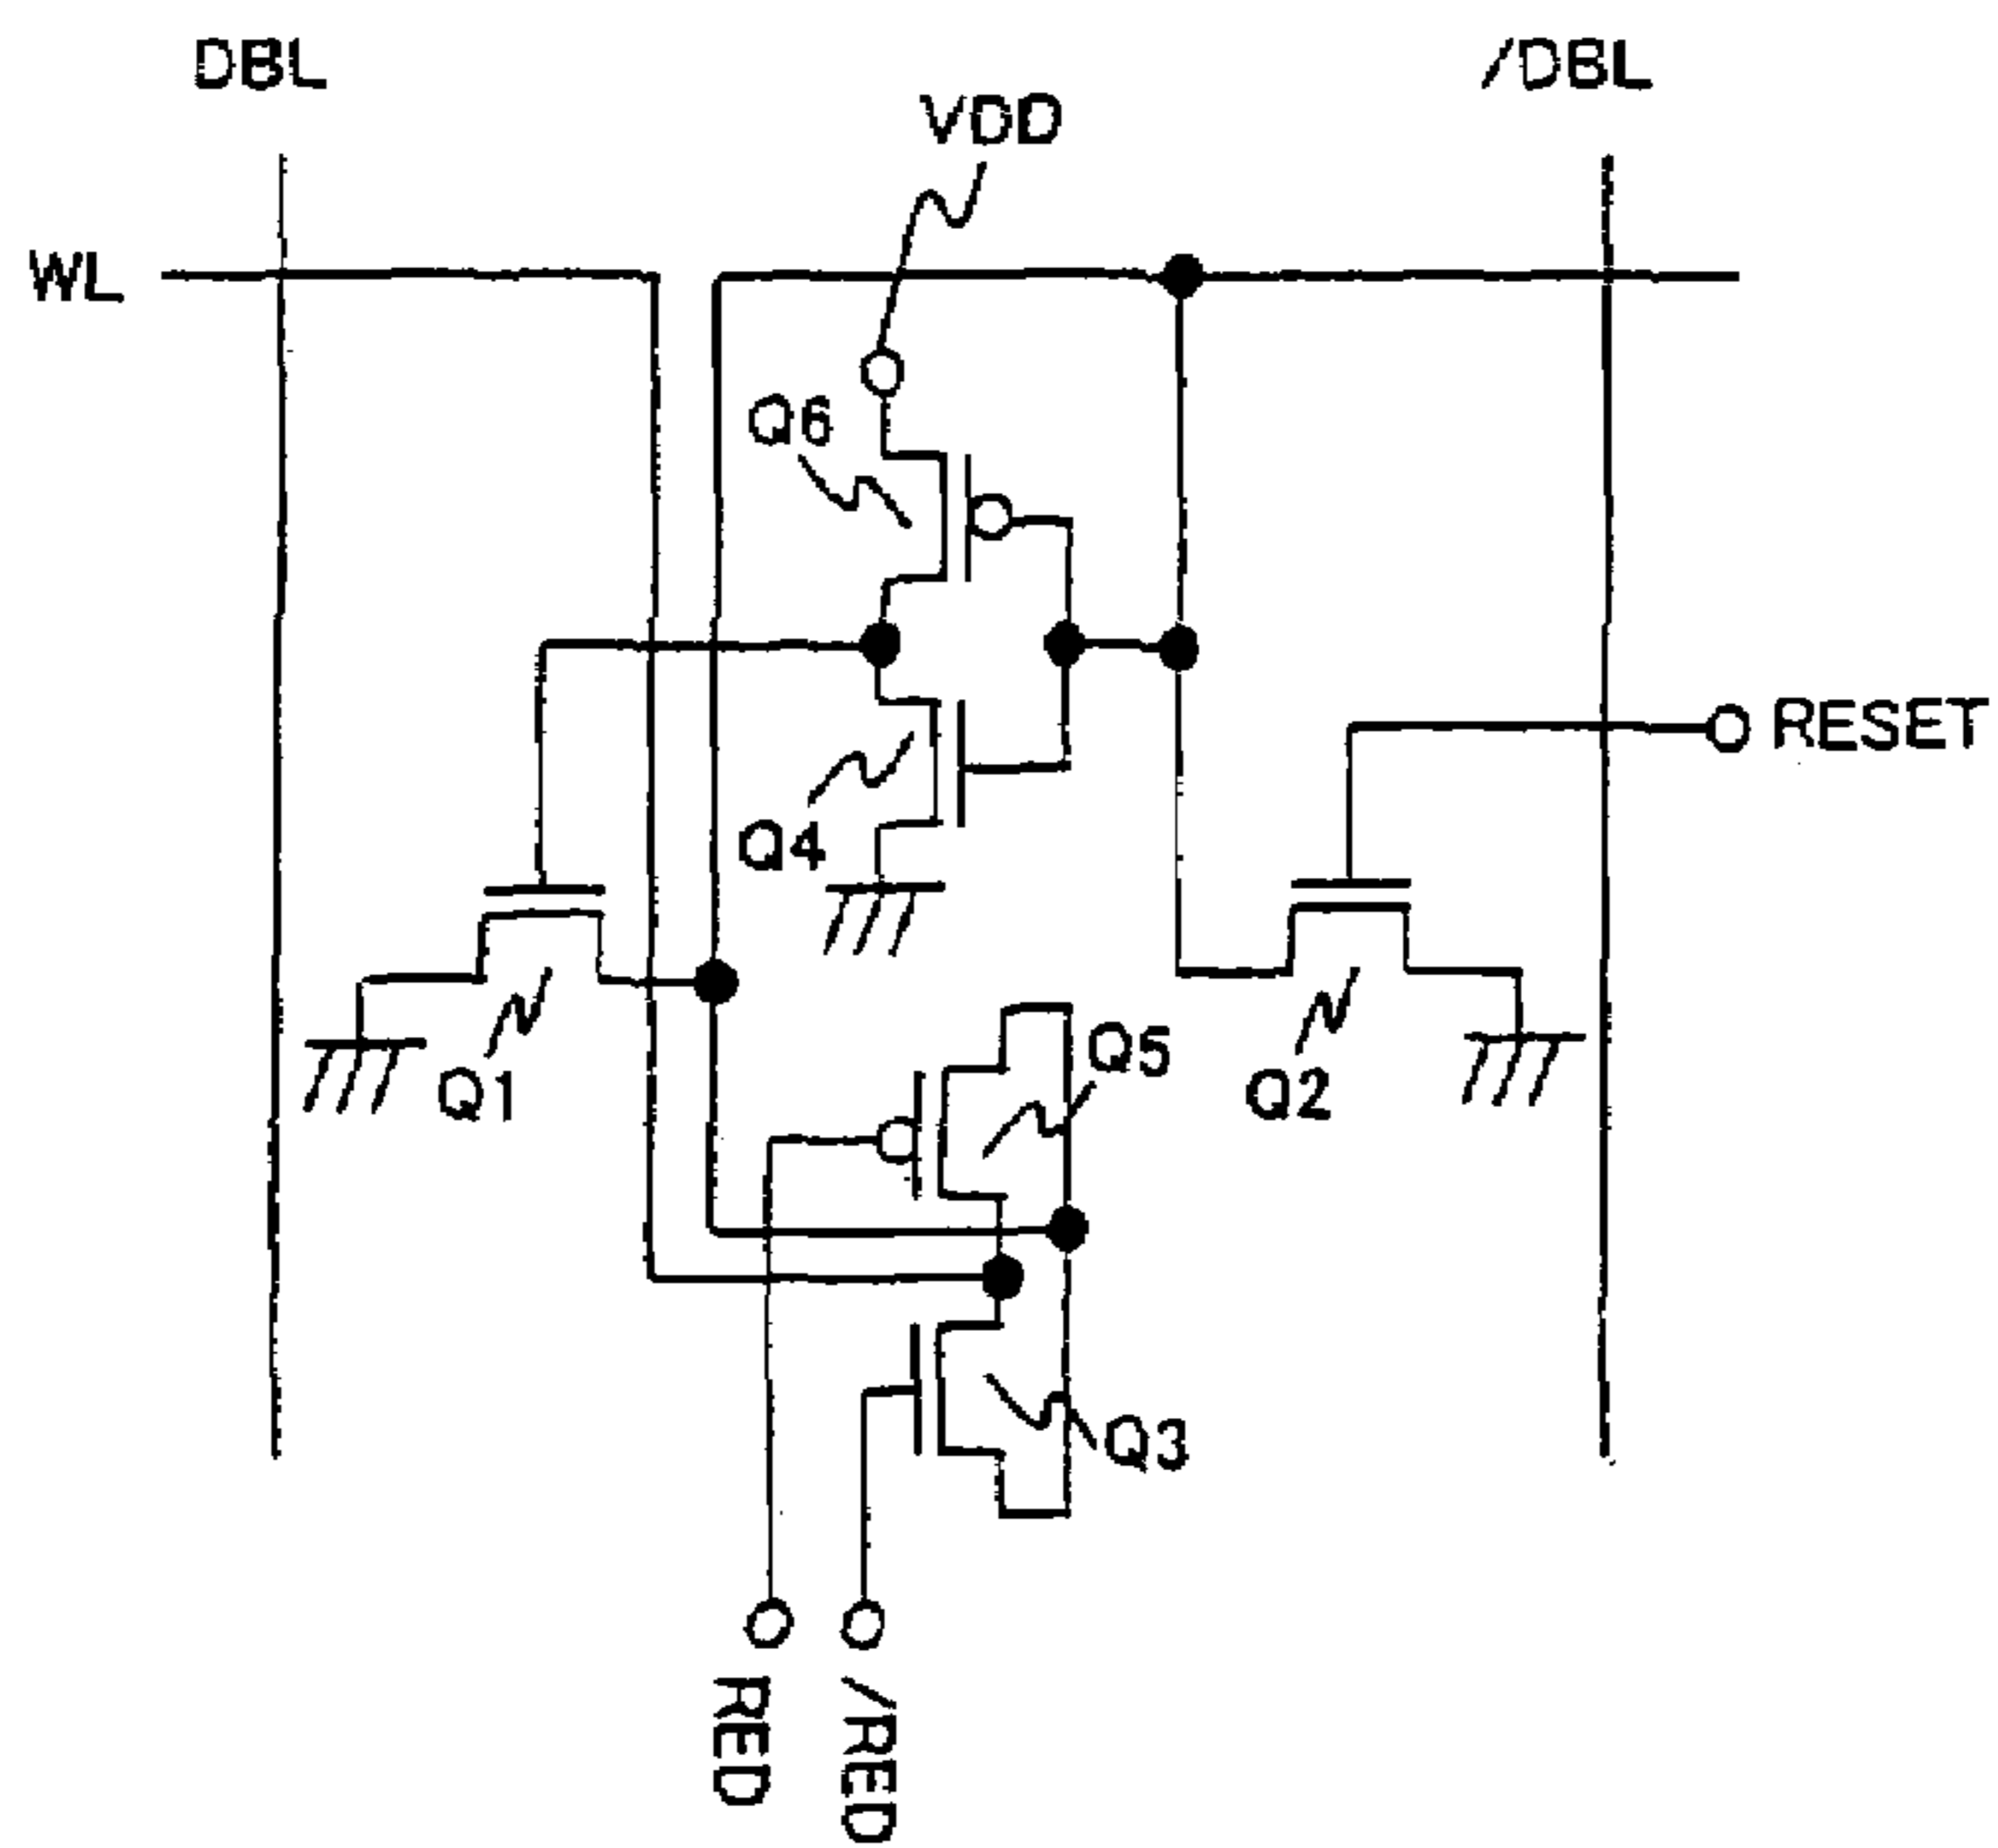 DBL
/DBL
VDD
WL
Q6
RESET
Q4
Q5
Q1
Q2
Q3
RED
/RED